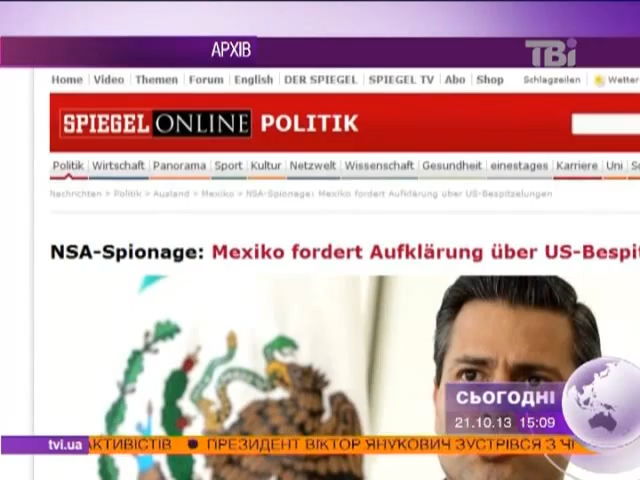 АРХІВ
ТВі
Home Video Themen Forum English DER SPIEGEL SPIEGEL TV Abo Shop Schlagzeilen Wetter
SPIEGEL ONLINE POLITIK
Politik Wirtschaft Panorama Sport Kultur Netzwelt Wissenschaft Gesundheit einestages Karriere Uni
Nachrichten > Politik > Ausland > Mexiko > NSA-Spionage: Mexiko fordert Aufklärung über US-Bespitzelungen
NSA-Spionage: Mexiko fordert Aufklärung über US-Bespit
СЬОГОДНІ
21.10.13 15:09
tvi.ua АКТИВІСТІВ ● ПРЕЗИДЕНТ ВІКТОР ЯНУКОВИЧ ЗУСТРІВСЯ З